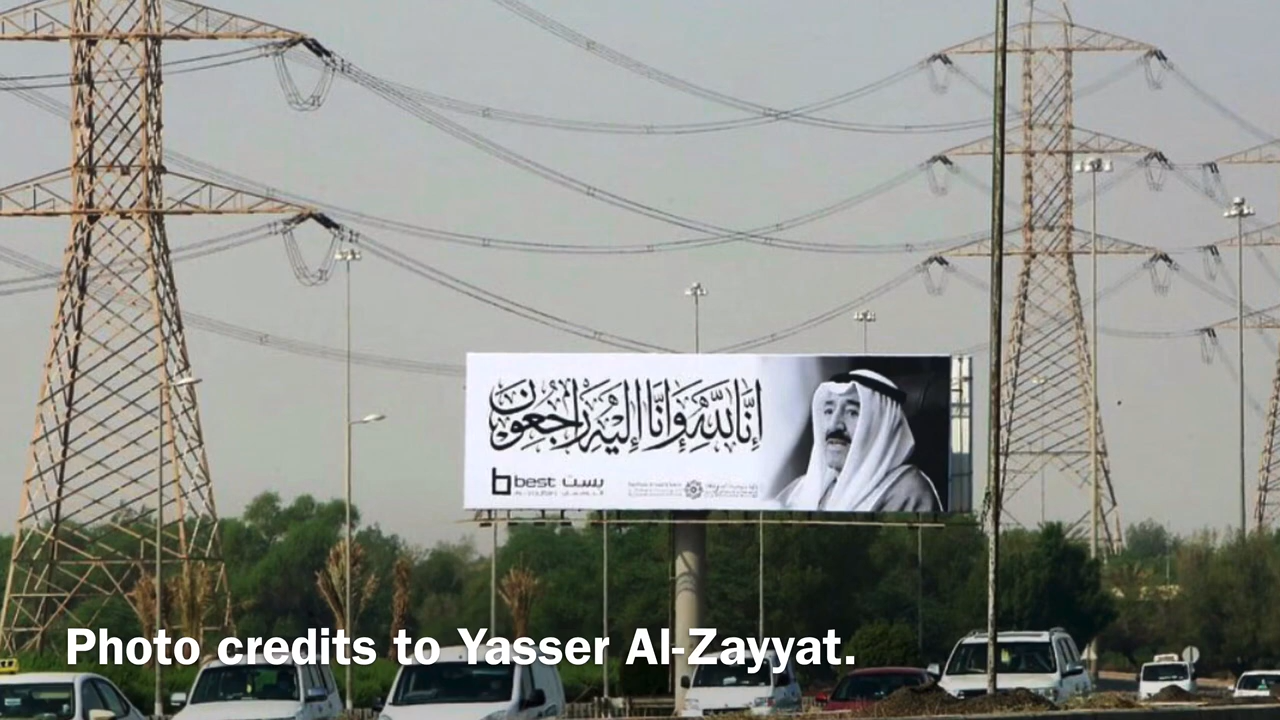 إنا لله وإنا إليه راجعون
best بست
Photo credits to Yasser Al-Zayyat.